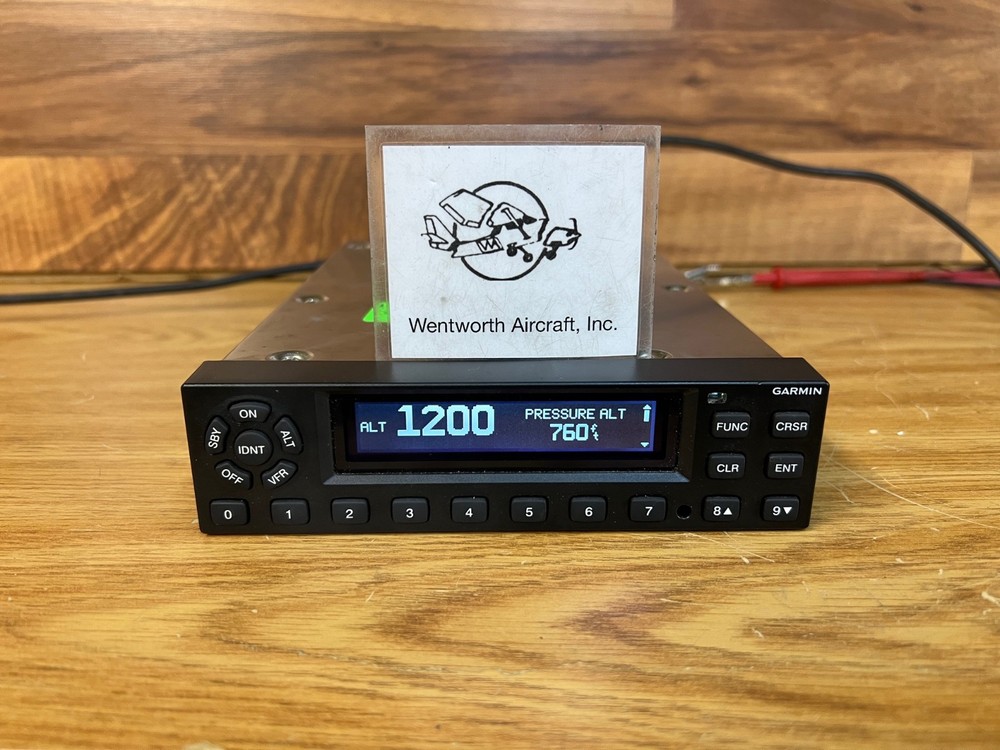 Wentworth Aircraft, Inc.
GARMIN
ON
SBY
ALT
IDNT
OFF
VFR
ALT 1200
PRESSURE ALT
760ft
FUNC
CRSR
CLR
ENT
0 1 2 3 4 5 6 7 8▲ 9▼